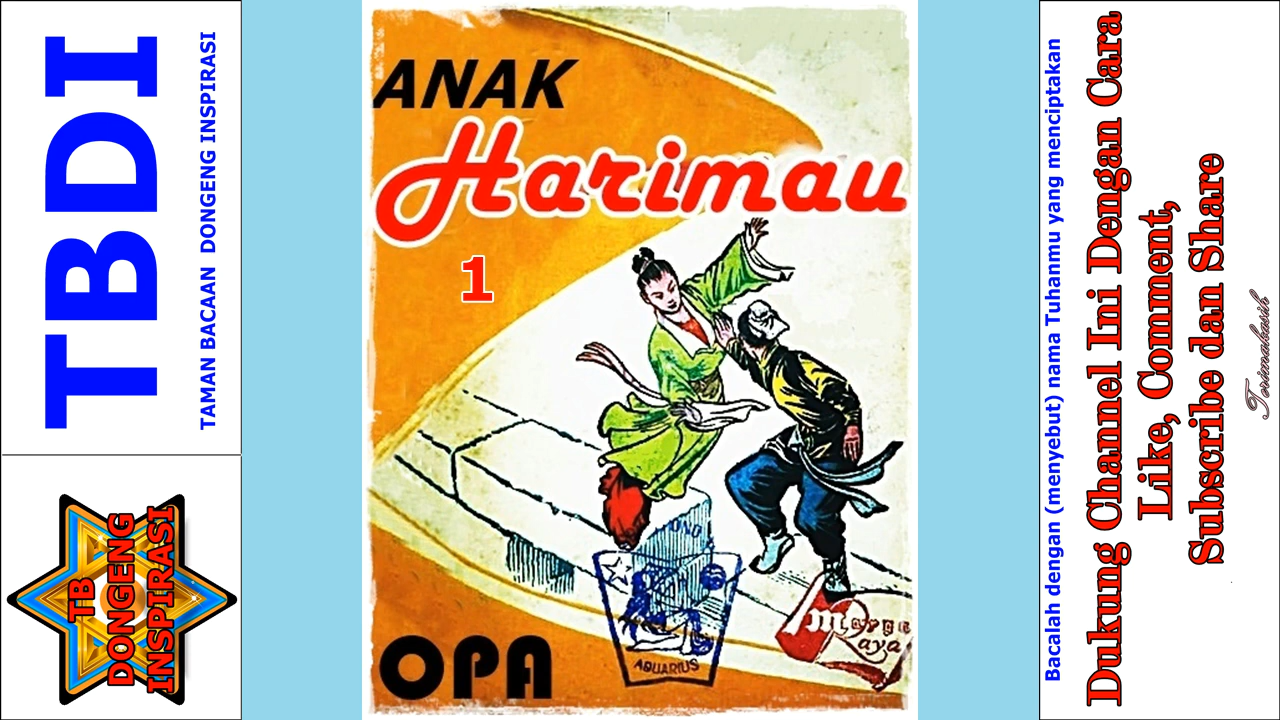 TBDI
TAMAN BACAAN DONGENG INSPIRASI
TB
DONGENG
INSPIRASI
ANAK
Harimau
1
AQUARIUS
Marga
Raya
OPA
Bacalah dengan (menyebut) nama Tuhanmu yang menciptakan
Dukung Channel Ini Dengan Cara
Like, Comment,
Subscribe dan Share
Terimakasih